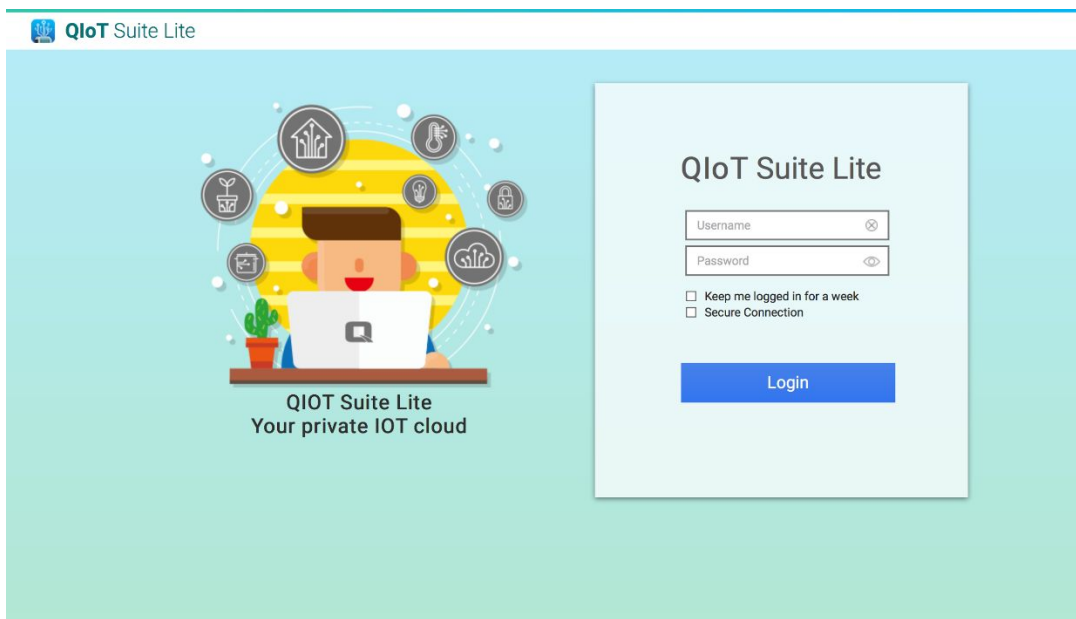 QIoT Suite Lite
QIoT Suite Lite
Username
Password
Keep me logged in for a week
Secure Connection
Login
QIOT Suite Lite
Your private IOT cloud